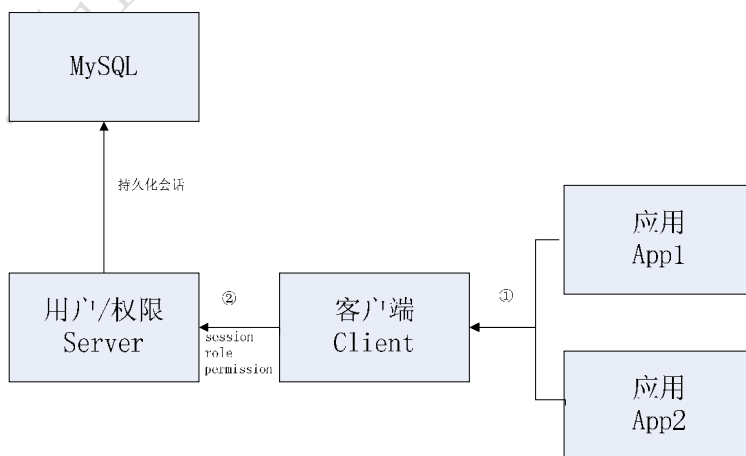 MySQL
持久化会话
应用
App1
用户/权限
Server
②
session
role
permission
客户端
Client
①
应用
App2